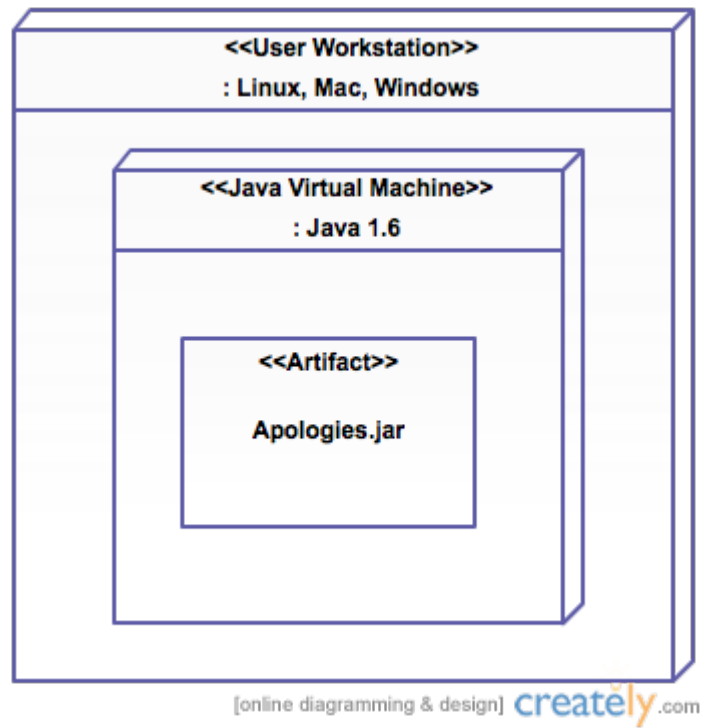 <<User Workstation>>
: Linux, Mac, Windows
<<Java Virtual Machine>>
: Java 1.6
<<Artifact>>
Apologies.jar
[online diagramming & design] creately.com